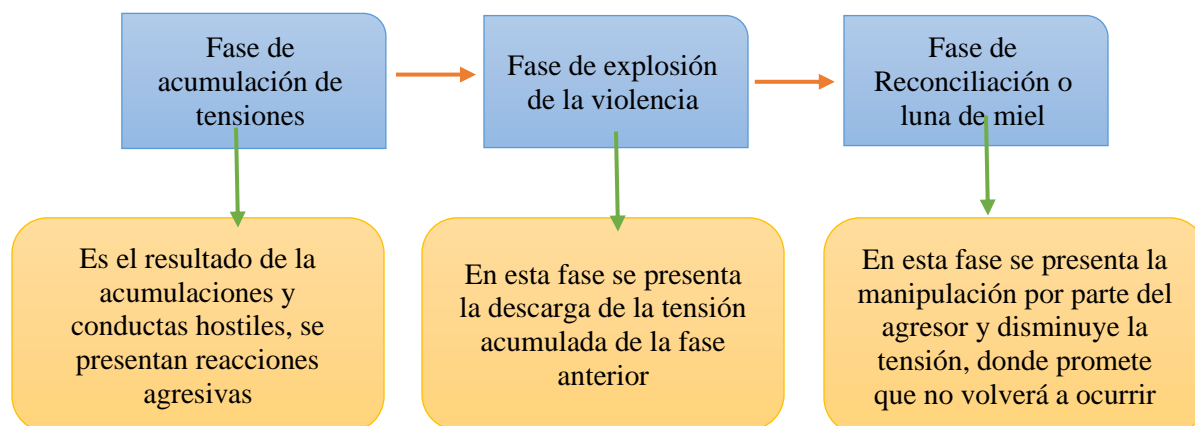 Fase de
acumulación de
tensiones
Fase de explosión
de la violencia
Fase de
Reconciliación o
luna de miel
Es el resultado de la
acumulaciones y
conductas hostiles, se
presentan reacciones
agresivas
En esta fase se presenta
la descarga de la tensión
acumulada de la fase
anterior
En esta fase se presenta la
manipulación por parte del
agresor y disminuye la
tensión, donde promete
que no volverá a ocurrir